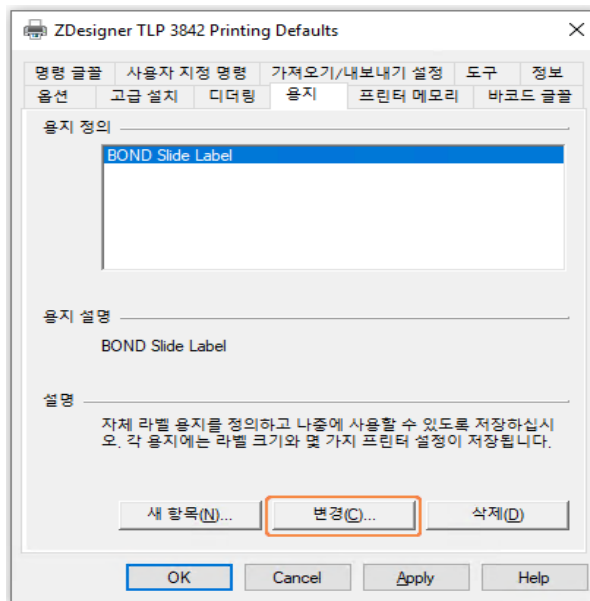 ZDesigner TLP 3842 Printing Defaults
명령 글꼴 사용자 지정 명령 가져오기/내보내기 설정 도구 정보
옵션 고급 설치 디더링 용지 프린터 메모리 바코드 글꼴
용지 정의
BOND Slide Label
용지 설명
BOND Slide Label
설명
자체 라벨 용지를 정의하고 나중에 사용할 수 있도록 저장하십시
오. 각 용지에는 라벨 크기와 몇 가지 프린터 설정이 저장됩니다.
새 항목(N)... 변경(C)... 삭제(D)
OK Cancel Apply Help